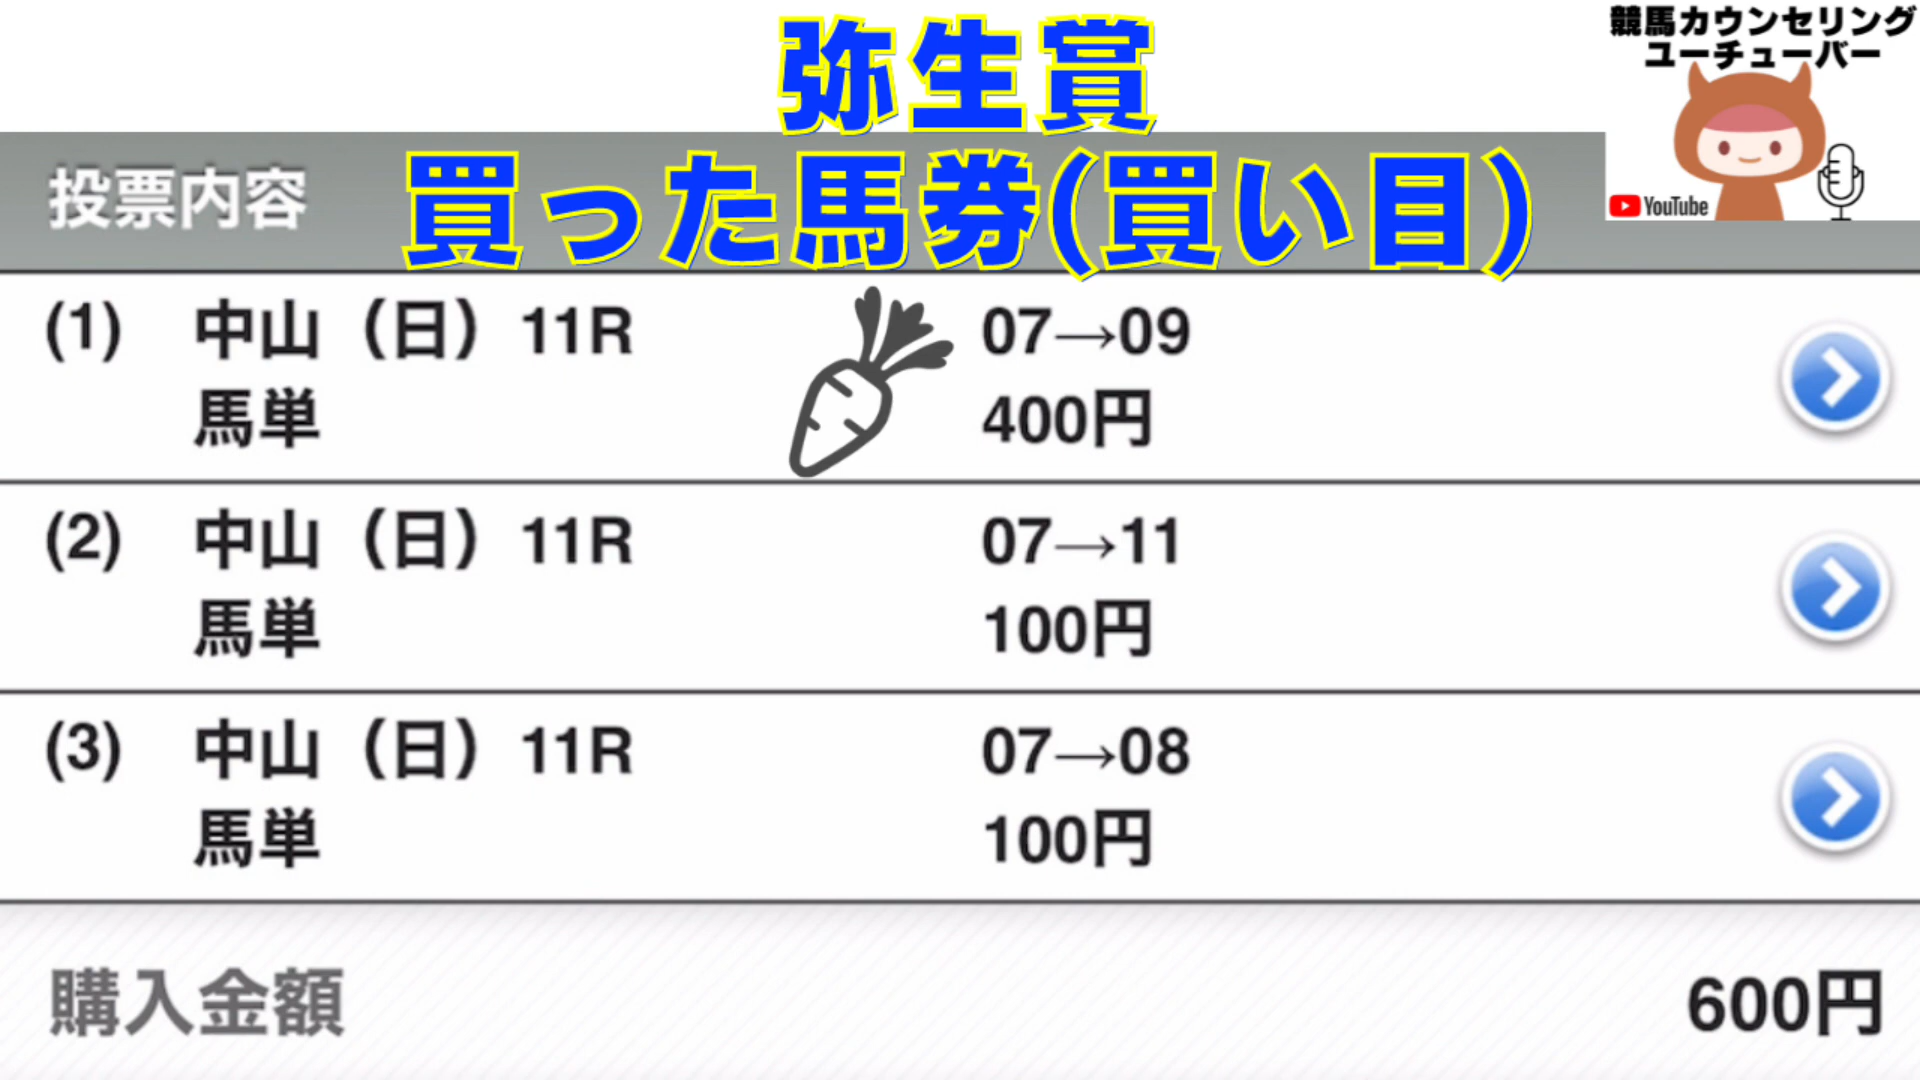 弥生賞
競馬カウンセリング
ユーチューバー
YouTube
投票内容
買った馬券(買い目)
(1) 中山（日）11R 07→09
馬単 400円
(2) 中山（日）11R 07→11
馬単 100円
(3) 中山（日）11R 07→08
馬単 100円
購入金額 600円